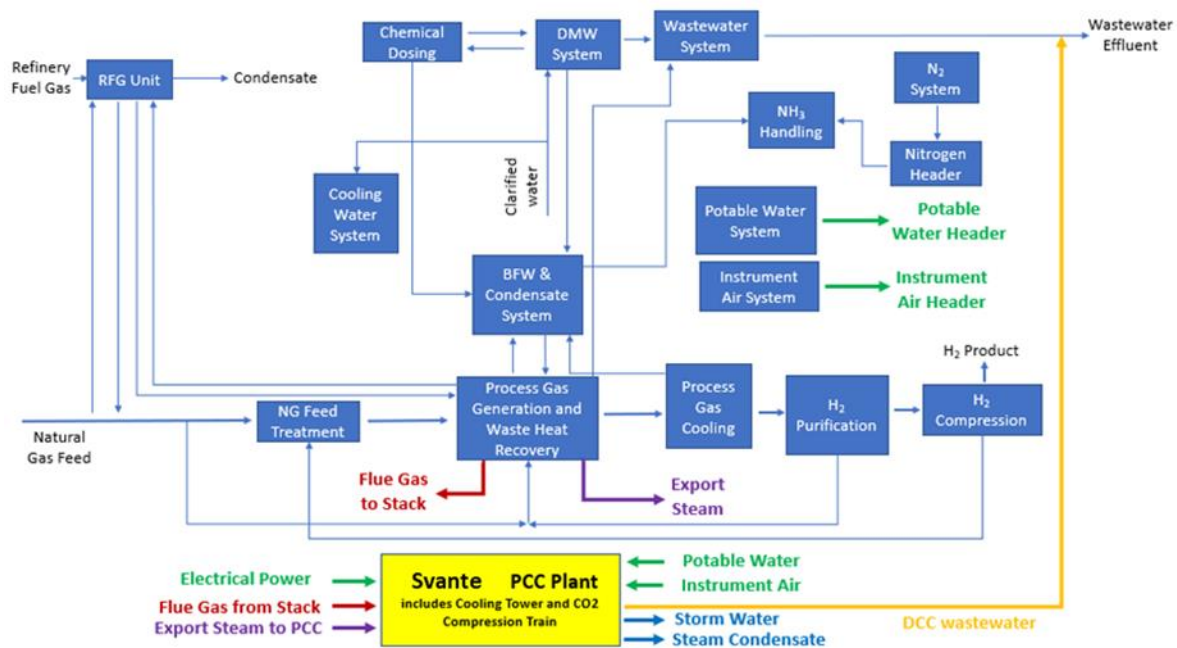 Chemical
Dosing
DMW
System
Wastewater
System
Wastewater
Effluent
Refinery
Fuel Gas
RFG Unit
Condensate
N2
System
NH3
Handling
Nitrogen
Header
Cooling
Water
System
Clarified
water
Potable Water
System
Potable
Water Header
BFW &
Condensate
System
Instrument
Air System
Instrument
Air Header
H2 Product
Natural
Gas Feed
NG Feed
Treatment
Process Gas
Generation and
Waste Heat
Recovery
Process
Gas
Cooling
H2
Purification
H2
Compression
Flue Gas
to Stack
Export
Steam
Electrical Power
Flue Gas from Stack
Export Steam to PCC
Svante PCC Plant
includes Cooling Tower and CO2
Compression Train
Potable Water
Instrument Air
Storm Water
Steam Condensate
DCC wastewater